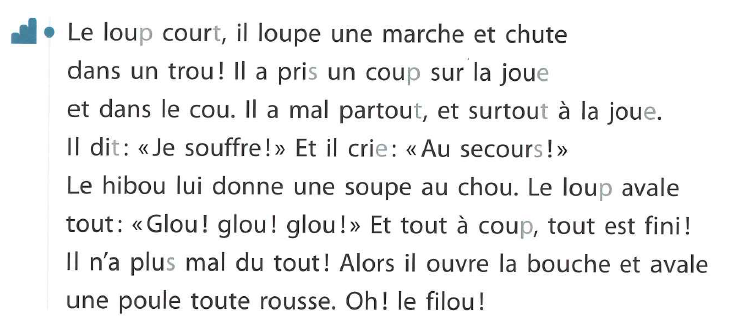 Le loup court, il loupe une marche et chute
dans un trou! Il a pris un coup sur la joue
et dans le cou. Il a mal partout, et surtout à la joue.
Il dit: «Je souffre!» Et il crie: «Au secours!»
Le hibou lui donne une soupe au chou. Le loup avale
tout: «Glou! glou! glou!» Et tout à coup, tout est fini!
Il n'a plus mal du tout! Alors il ouvre la bouche et avale
une poule toute rousse. Oh! le filou!